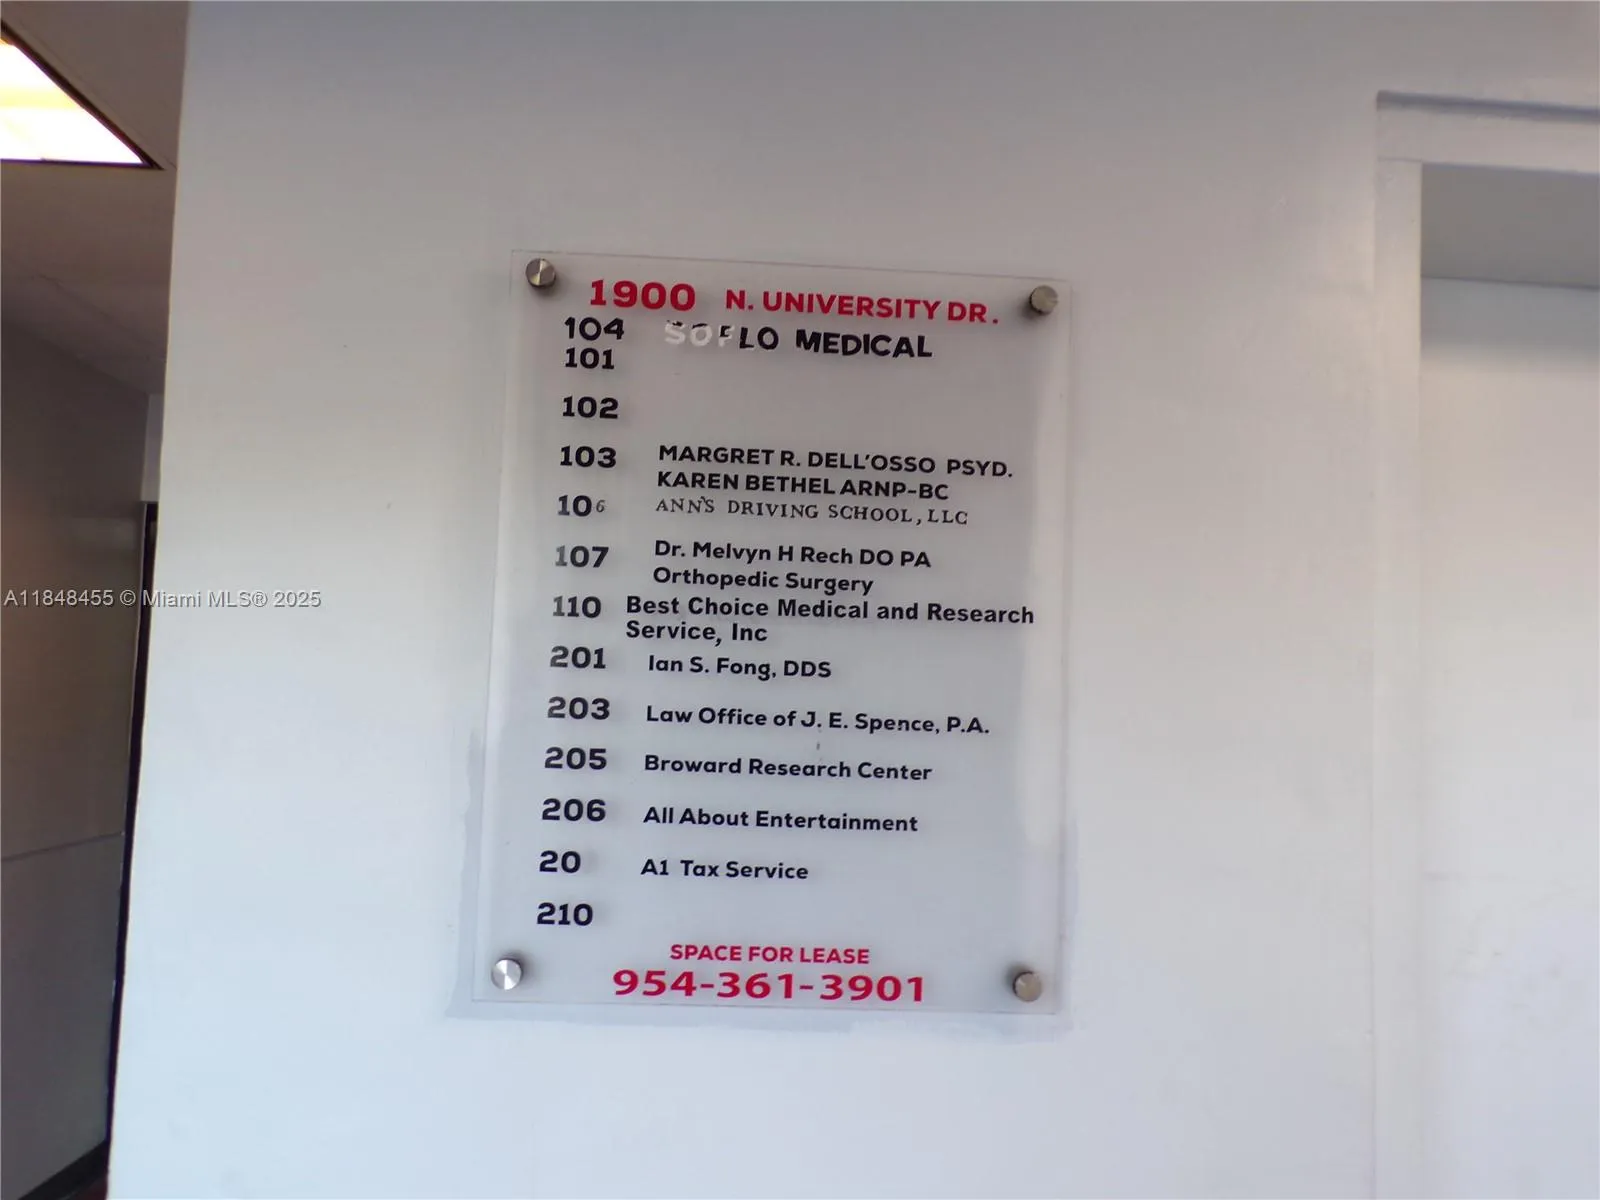 1900 N. UNIVERSITY DR.
104 SOFLO MEDICAL
101
102
103 MARGRET R. DELL'OSSO PSYD.
KAREN BETHEL ARNP-BC
106 ANN'S DRIVING SCHOOL, LLC
107 Dr. Melvyn H Rech DO PA
Orthopedic Surgery
110 Best Choice Medical and Research
Service, Inc
201 Ian S. Fong, DDS
203 Law Office of J. E. Spence, P.A.
205 Broward Research Center
206 All About Entertainment
20 A1 Tax Service
210
SPACE FOR LEASE
954-361-3901
A11848455 © Miami MLS® 2025